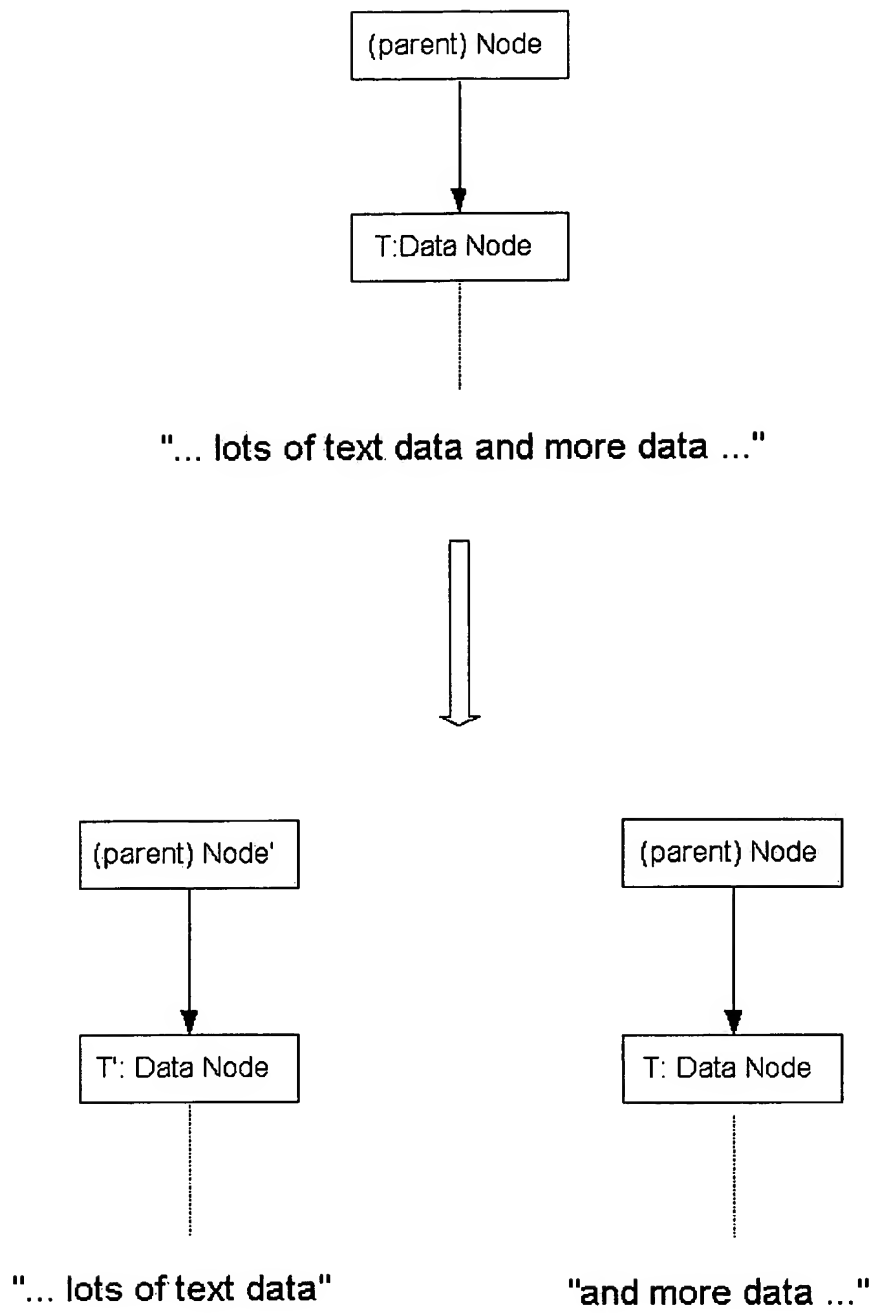 (parent) Node
T:Data Node
"... lots of text data and more data ..."
(parent) Node'
(parent) Node
T': Data Node
T: Data Node
"... lots of text data"
"and more data ..."